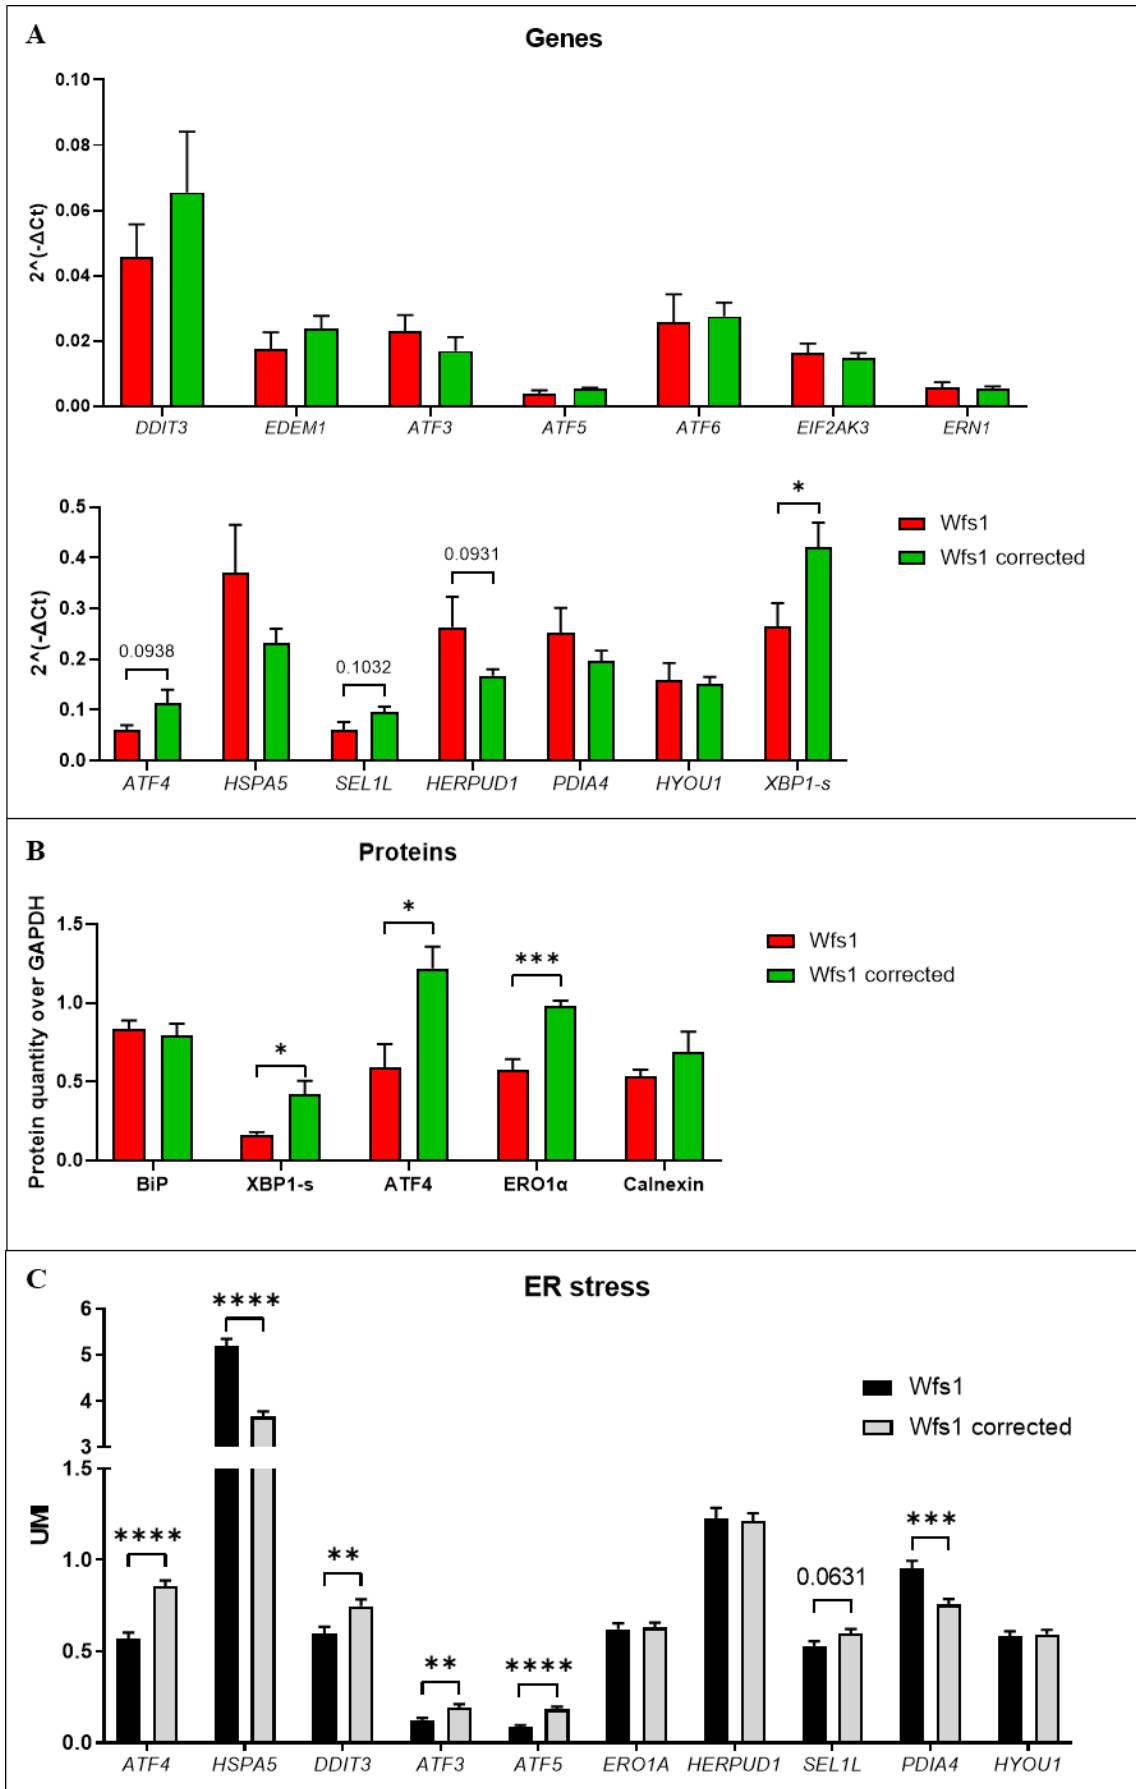 A
Genes
2^(-ΔCt)
0.10
0.08
0.06
0.04
0.02
0.00
DDIT3 EDEM1 ATF3 ATF5 ATF6 EIF2AK3 ERN1
2^(-ΔCt)
0.5
0.4
0.3
0.2
0.1
0.0
0.0938
0.1032
0.0931
*
Wfs1
Wfs1 corrected
ATF4 HSPA5 SEL1L HERPUD1 PDIA4 HYOU1 XBP1-s
B
Proteins
Protein quantity over GAPDH
1.5
1.0
0.5
0.0
*
*
***
Wfs1
Wfs1 corrected
BiP XBP1-s ATF4 ERO1α Calnexin
C
ER stress
UMI
6
5
4
3
1.5
1.0
0.5
0.0
****
****
**
**
****
0.0631
***
Wfs1
Wfs1 corrected
ATF4 HSPA5 DDIT3 ATF3 ATF5 ERO1A HERPUD1 SEL1L PDIA4 HYOU1